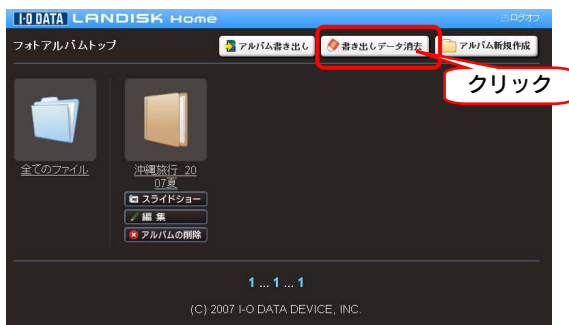 I-O DATA LANDISK Home
ログオフ
フォトアルバムトップ
アルバム書き出し
書き出しデータ消去
アルバム新規作成
クリック
全てのファイル
沖縄旅行_20
07夏
スライドショー
編 集
アルバムの削除
1 ... 1 ... 1
(C) 2007 I-O DATA DEVICE, INC.